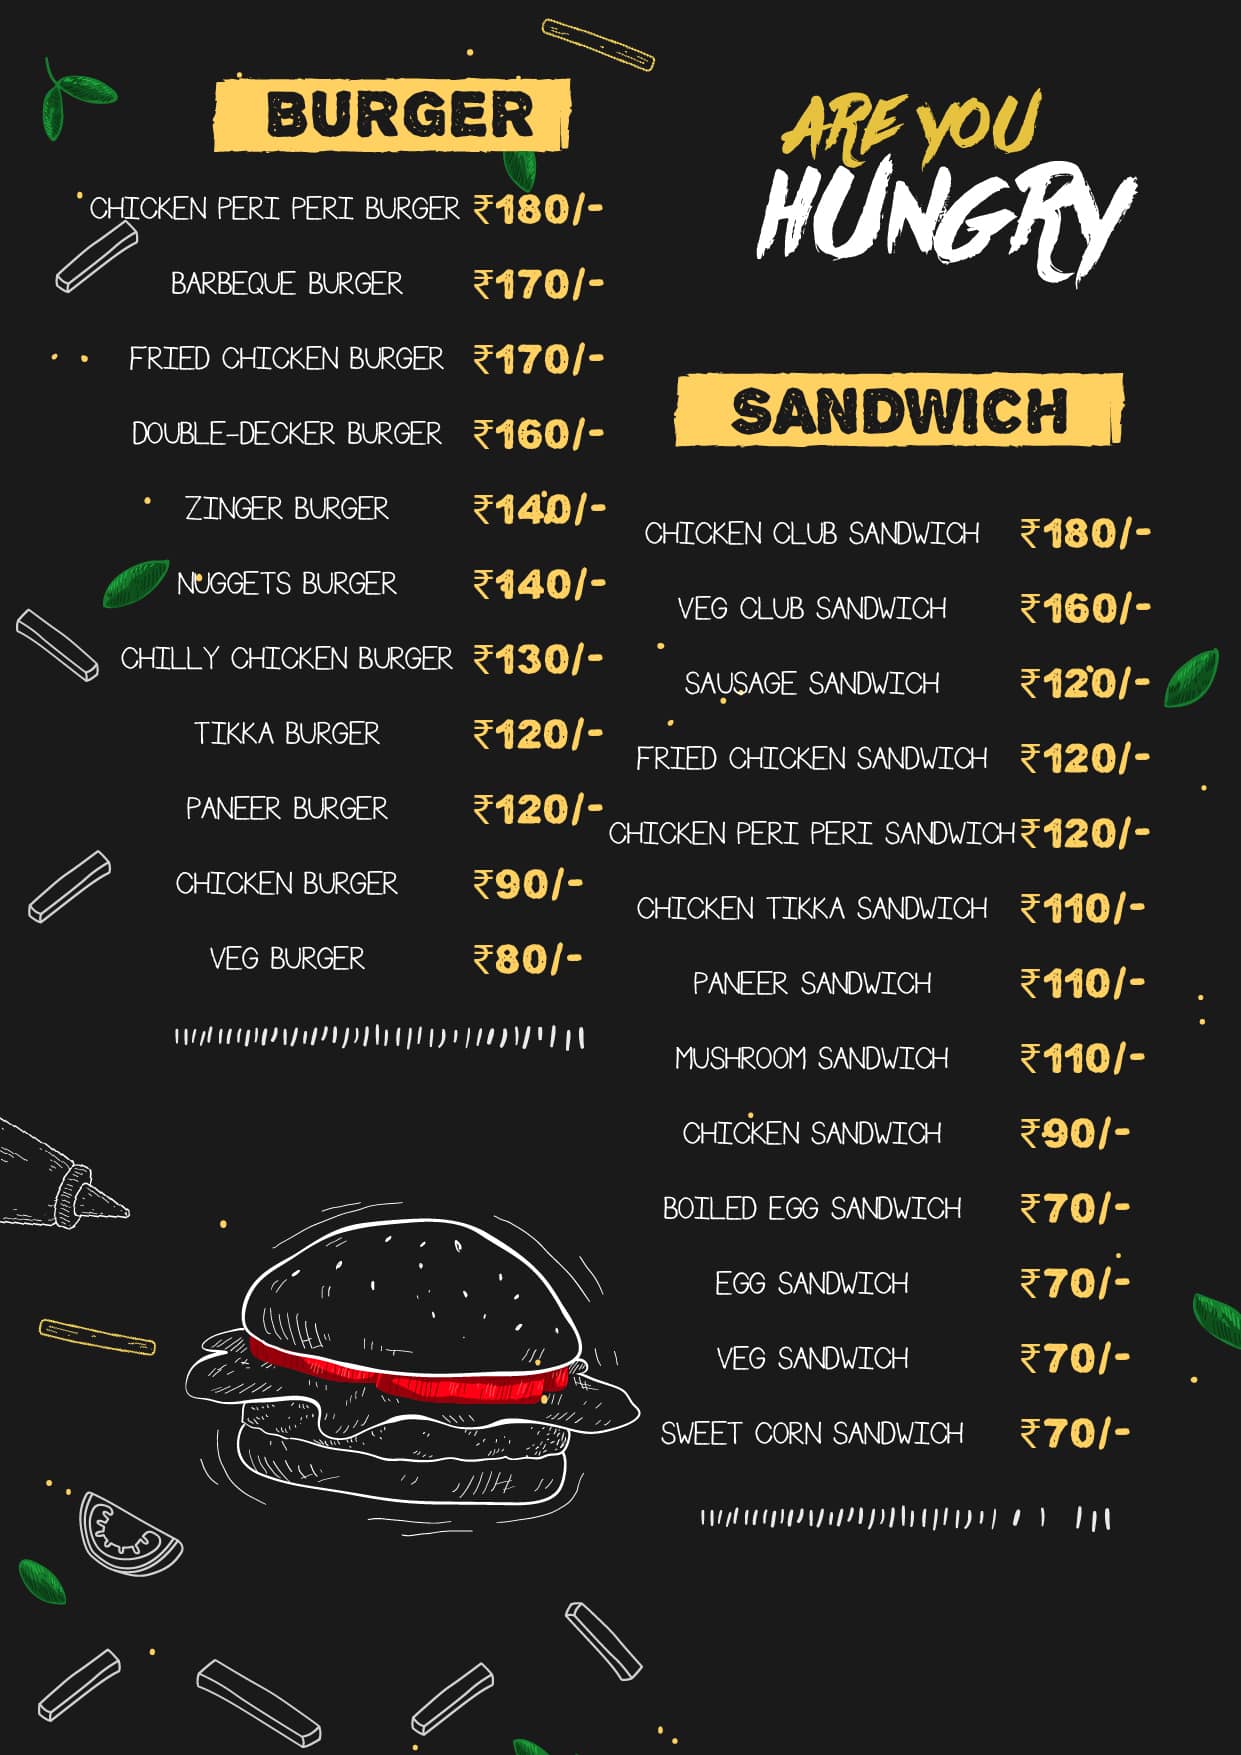 BURGER
CHICKEN PERI PERI BURGER ₹180/-
BARBEQUE BURGER ₹170/-
FRIED CHICKEN BURGER ₹170/-
DOUBLE-DECKER BURGER ₹160/-
ZINGER BURGER ₹140/-
NUGGETS BURGER ₹140/-
CHILLY CHICKEN BURGER ₹130/-
TIKKA BURGER ₹120/-
PANEER BURGER ₹120/-
CHICKEN BURGER ₹90/-
VEG BURGER ₹80/-
ARE YOU
HUNGRY
SANDWICH
CHICKEN CLUB SANDWICH ₹180/-
VEG CLUB SANDWICH ₹160/-
SAUSAGE SANDWICH ₹120/-
FRIED CHICKEN SANDWICH ₹120/-
CHICKEN PERI PERI SANDWICH ₹120/-
CHICKEN TIKKA SANDWICH ₹110/-
PANEER SANDWICH ₹110/-
MUSHROOM SANDWICH ₹110/-
CHICKEN SANDWICH ₹90/-
BOILED EGG SANDWICH ₹70/-
EGG SANDWICH ₹70/-
VEG SANDWICH ₹70/-
SWEET CORN SANDWICH ₹70/-